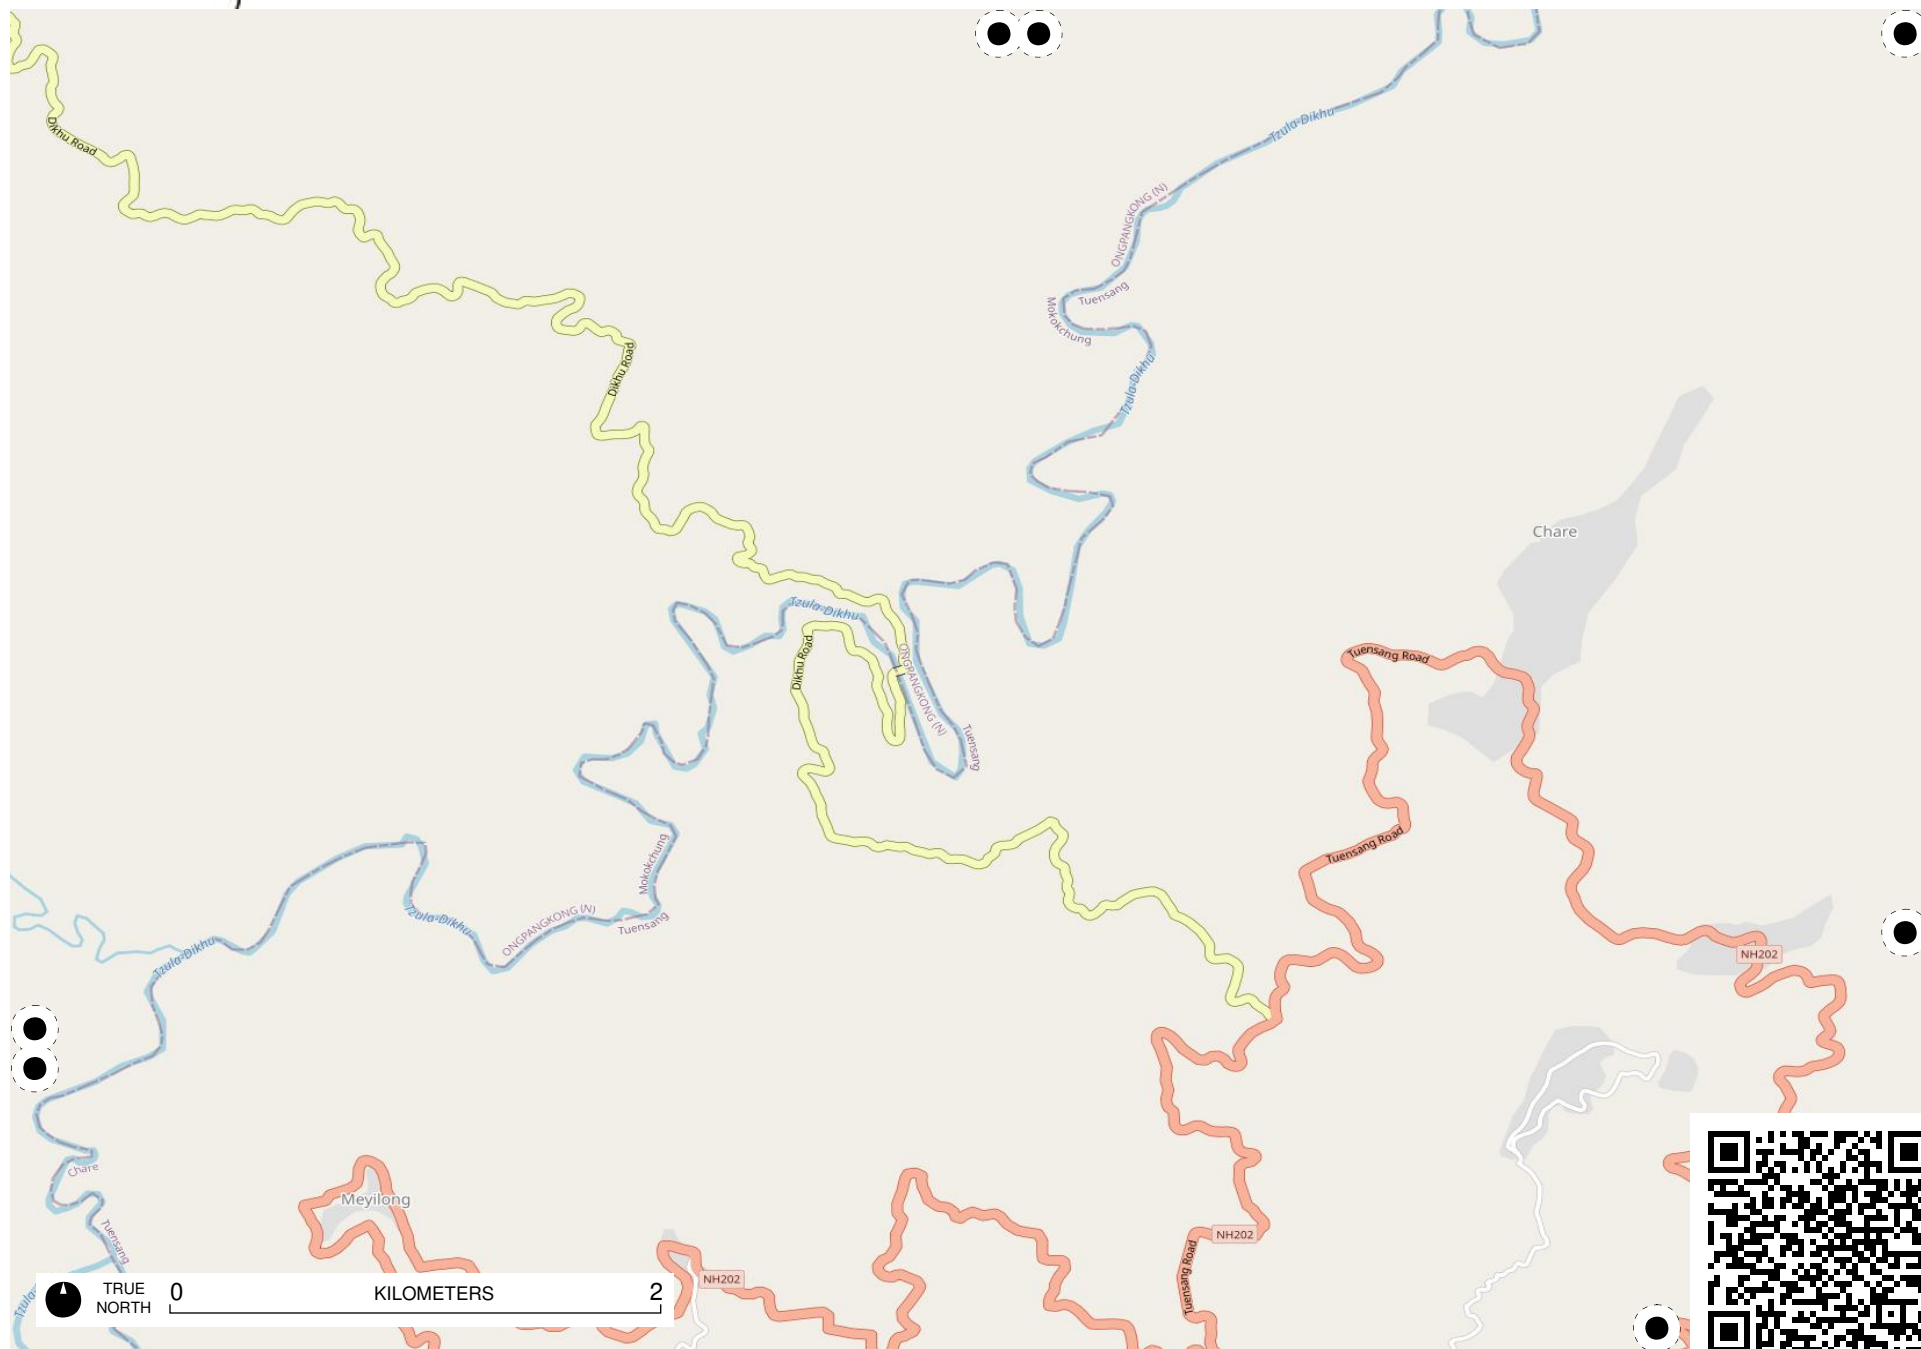 Tzula-Dikhu
Dikhu Road
ONGPANGKONG (N)
Tuensang
Mokokchung
Dikhu Road
Tzula-Dikhu
Chare
Tzula-Dikhu
Dikhu Road
ONGPANGKONG (N)
Tuensang Road
Tuensang
Tuensang Road
Mokokchung
ONGPANGKONG (N)
Tuensang
Tzula-Dikhu
Tzula-Dikhu
NH202
Chare
Meyilong
Tuensang
NH202
Tuensang Road
NH202
TRUE
NORTH
0 KILOMETERS 2